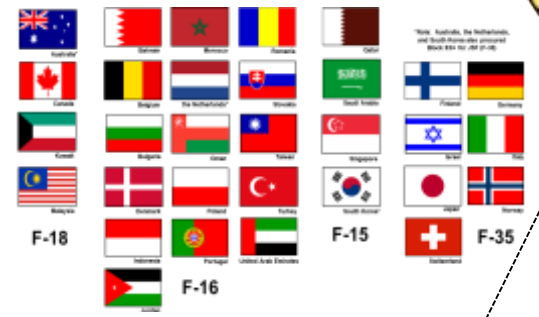 *Note: Australia, the Netherlands,
and South Korea also procured
Block 3i+ for JSF (F-35)
Australia*
Bahrain
Morocco
Romania
Qatar
Canada
Belgium
the Netherlands*
Slovakia
Saudi Arabia
Finland
Germany
Kuwait
Bulgaria
Oman
Taiwan
Singapore
Israel
Italy
Malaysia
Denmark
Poland
Turkey
South Korea*
Japan
Norway
F-18
Indonesia
Portugal
United Arab Emirates
F-15
Switzerland
F-35
Jordan
F-16